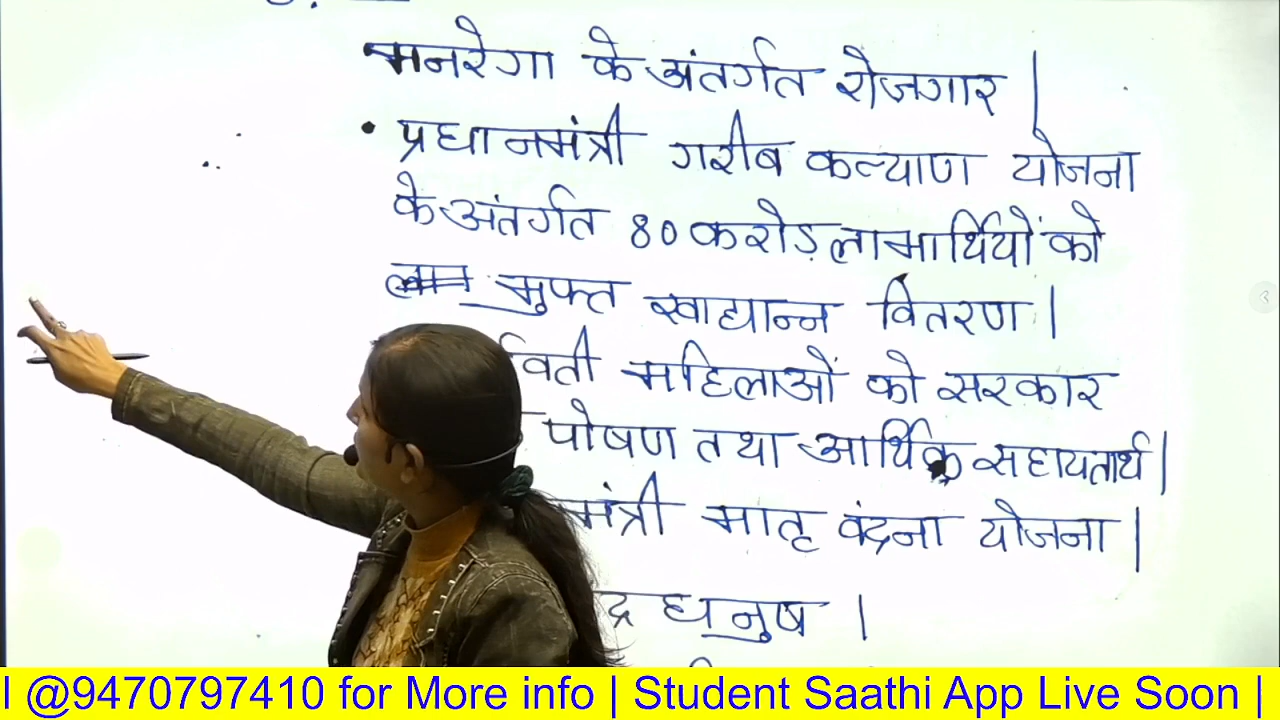 मनरेगा के अंतर्गत रोजगार |
• प्रधानमंत्री गरीब कल्याण योजना
के अंतर्गत 80 करोड़ लाभार्थियों को
मुफ्त खाद्यान्न वितरण |
वती महिलाओं को सरकार
पोषण तथा आर्थिक सहायतार्थ |
मंत्री मातृ वंदना योजना |
द्र धनुष |
@9470797410 for More info | Student Saathi App Live Soon |